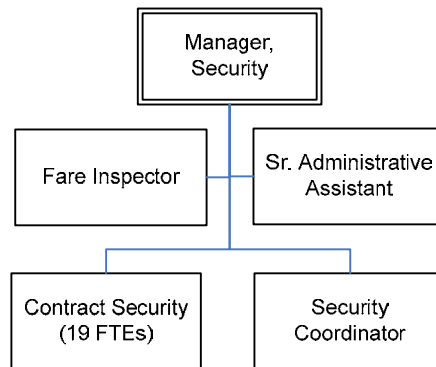 Manager,
Security
Fare Inspector
Sr. Administrative
Assistant
Contract Security
(19 FTEs)
Security
Coordinator